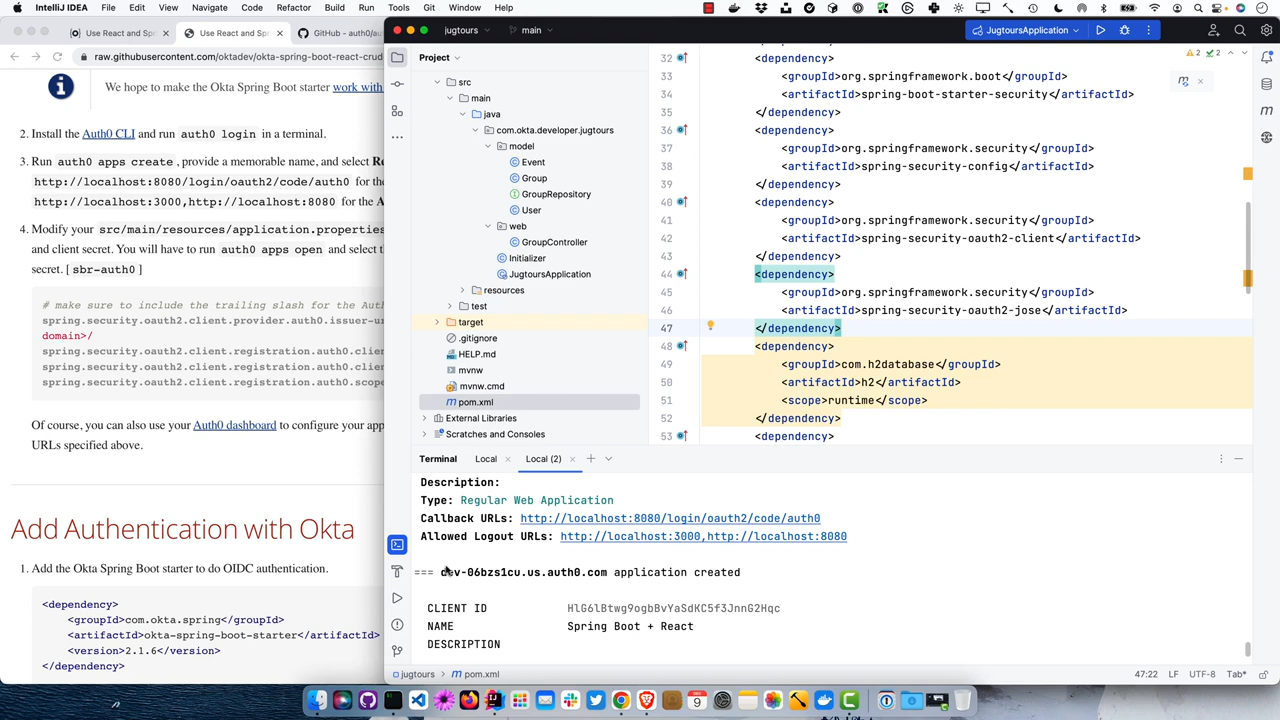 IntelliJ IDEA File Edit View Navigate Code Refactor Build Run Tools Git Window Help
Use React and Sp
Use React and Sp
GitHub - auth0/au
raw.githubusercontent.com/oktadev/okta-spring-boot-react-crud
We hope to make the Okta Spring Boot starter work with
2. Install the Auth0 CLI and run auth0 login in a terminal.
3. Run auth0 apps create, provide a memorable name, and select Re
http://localhost:8080/login/oauth2/code/auth0 for the
http://localhost:3000,http://localhost:8080 for the A
4. Modify your src/main/resources/application.properties
and client secret. You will have to run auth0 apps open and select the
secret. [ sbr-auth0 ]
# make sure to include the trailing slash for the Aut
spring.security.oauth2.client.provider.auth0.issuer-ur
domain>/
spring.security.oauth2.client.registration.auth0.clie
spring.security.oauth2.client.registration.auth0.clie
spring.security.oauth2.client.registration.auth0.scope
Of course, you can also use your Auth0 dashboard to configure your app
URLs specified above.
Add Authentication with Okta
1. Add the Okta Spring Boot starter to do OIDC authentication.
<dependency>
<groupId>com.okta.spring</groupId>
<artifactId>okta-spring-boot-starter</artifactId>
<version>2.1.6</version>
</dependency>
jugtours
main
JugtoursApplication
Project
src
main
java
com.okta.developer.jugtours
model
Event
Group
GroupRepository
User
web
GroupController
Initializer
JugtoursApplication
resources
test
target
.gitignore
HELP.md
mvnw
mvnw.cmd
pom.xml
External Libraries
Scratches and Consoles
2 2
32 <dependency>
33 <groupId>org.springframework.boot</groupId>
34 <artifactId>spring-boot-starter-security</artifactId>
35 </dependency>
36 <dependency>
37 <groupId>org.springframework.security</groupId>
38 <artifactId>spring-security-config</artifactId>
39 </dependency>
40 <dependency>
41 <groupId>org.springframework.security</groupId>
42 <artifactId>spring-security-oauth2-client</artifactId>
43 </dependency>
44 <dependency>
45 <groupId>org.springframework.security</groupId>
46 <artifactId>spring-security-oauth2-jose</artifactId>
47 </dependency>
48 <dependency>
49 <groupId>com.h2database</groupId>
50 <artifactId>h2</artifactId>
51 <scope>runtime</scope>
52 </dependency>
53 <dependency>
Terminal Local Local (2)
Description:
Type: Regular Web Application
Callback URLs: http://localhost:8080/login/oauth2/code/auth0
Allowed Logout URLs: http://localhost:3000,http://localhost:8080
=== dev-06bzs1cu.us.auth0.com application created
CLIENT ID HlG6lBtwg9ogbBvYaSdKC5f3JnnG2Hqc
NAME Spring Boot + React
DESCRIPTION
jugtours
pom.xml
47:22 LF UTF-8 Tab*